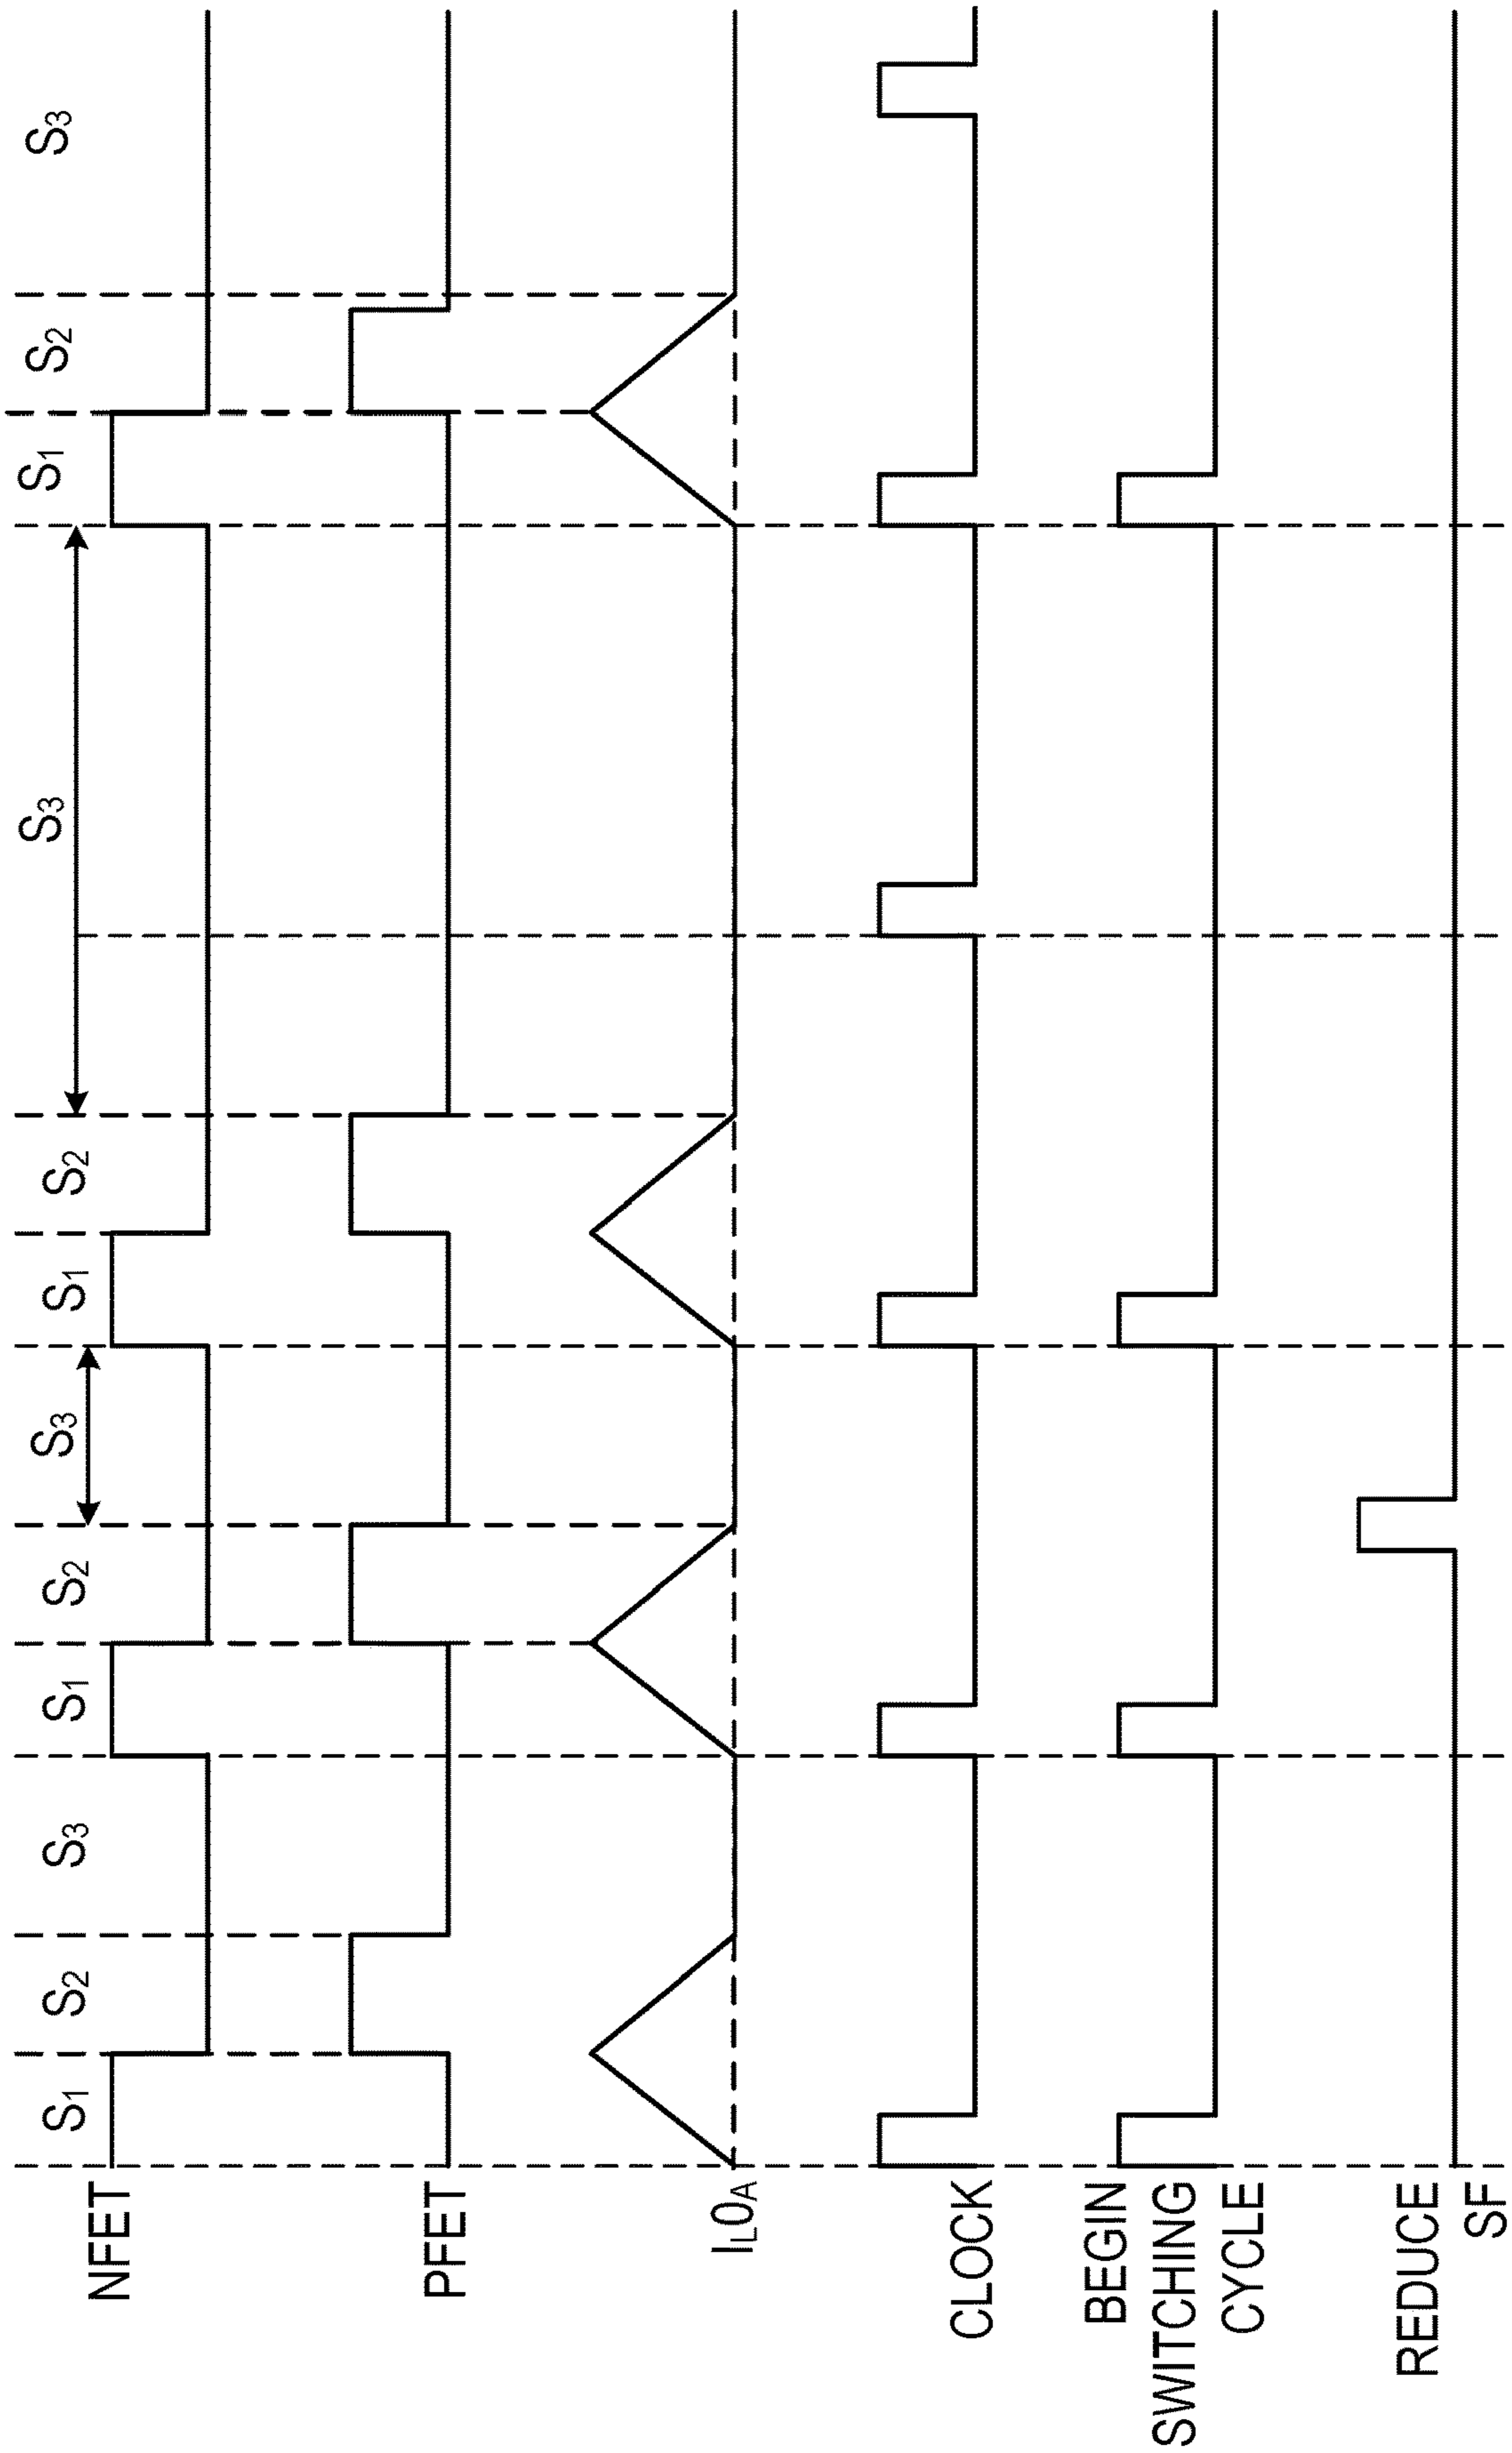 S1 S2 S3 S1 S2 S3 S1 S2 S3 S1 S2 S3
NFET
PFET
IL0A
CLOCK
BEGIN
SWITCHING
CYCLE
REDUCE
SF